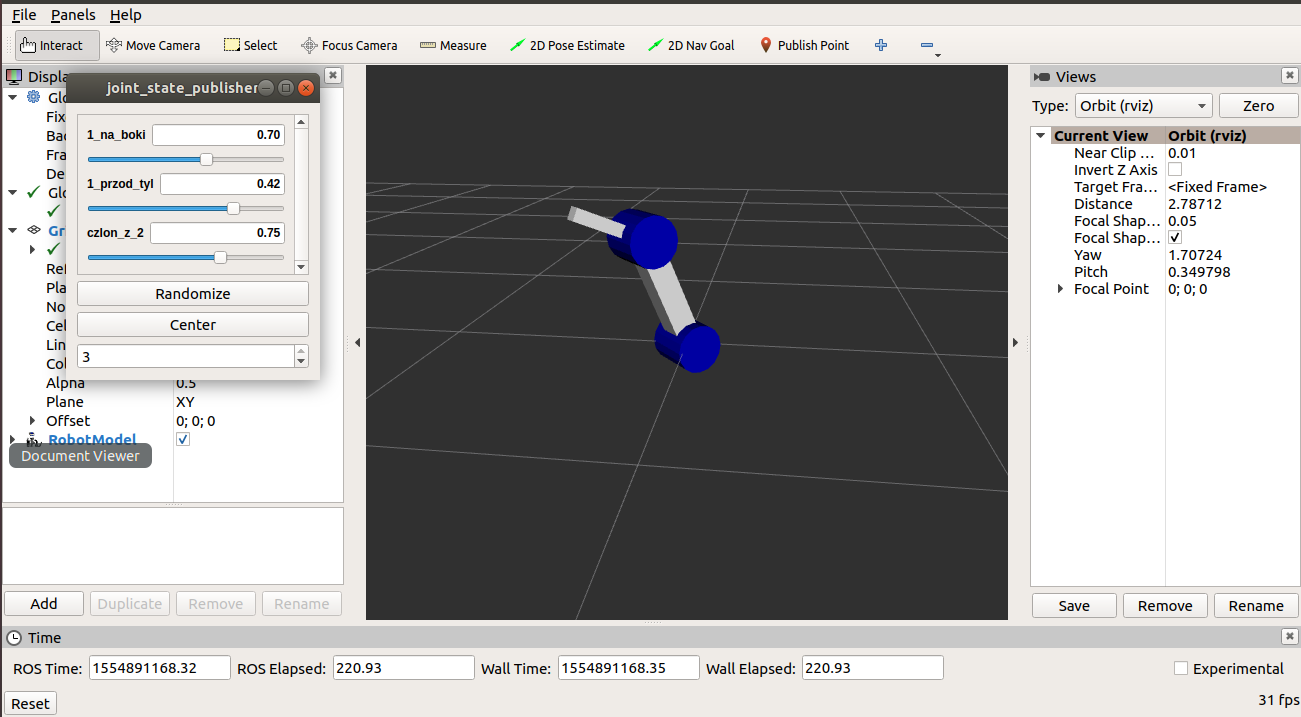 File Panels Help
Interact Move Camera Select Focus Camera Measure 2D Pose Estimate 2D Nav Goal Publish Point
Displa
joint_state_publisher
1_na_boki 0.70
1_przod_tyl 0.42
czlon_z_2 0.75
Randomize
Center
3
Glo
Fix
Bac
Fra
De
Glo
Gr
Ref
Pla
No
Cel
Lin
Col
Alpha 0.5
Plane XY
Offset 0; 0; 0
RobotModel
Document Viewer
Add Duplicate Remove Rename
Views
Type: Orbit (rviz) Zero
Current View Orbit (rviz)
Near Clip ... 0.01
Invert Z Axis
Target Fra... <Fixed Frame>
Distance 2.78712
Focal Shap... 0.05
Focal Shap...
Yaw 1.70724
Pitch 0.349798
Focal Point 0; 0; 0
Save Remove Rename
Time
ROS Time: 1554891168.32 ROS Elapsed: 220.93 Wall Time: 1554891168.35 Wall Elapsed: 220.93 Experimental
Reset 31 fps